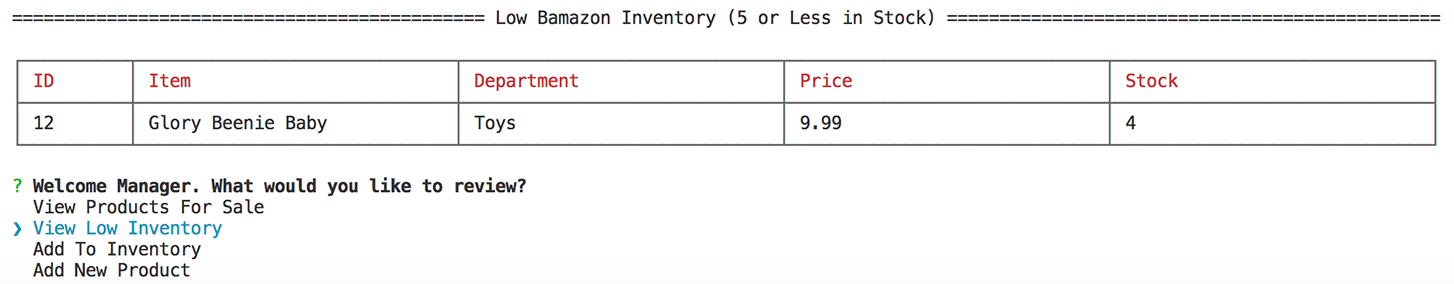 ============================================= Low Bamazon Inventory (5 or Less in Stock) ===============================================
ID Item Department Price Stock
12 Glory Beenie Baby Toys 9.99 4
? Welcome Manager. What would you like to review?
View Products For Sale
❯ View Low Inventory
Add To Inventory
Add New Product